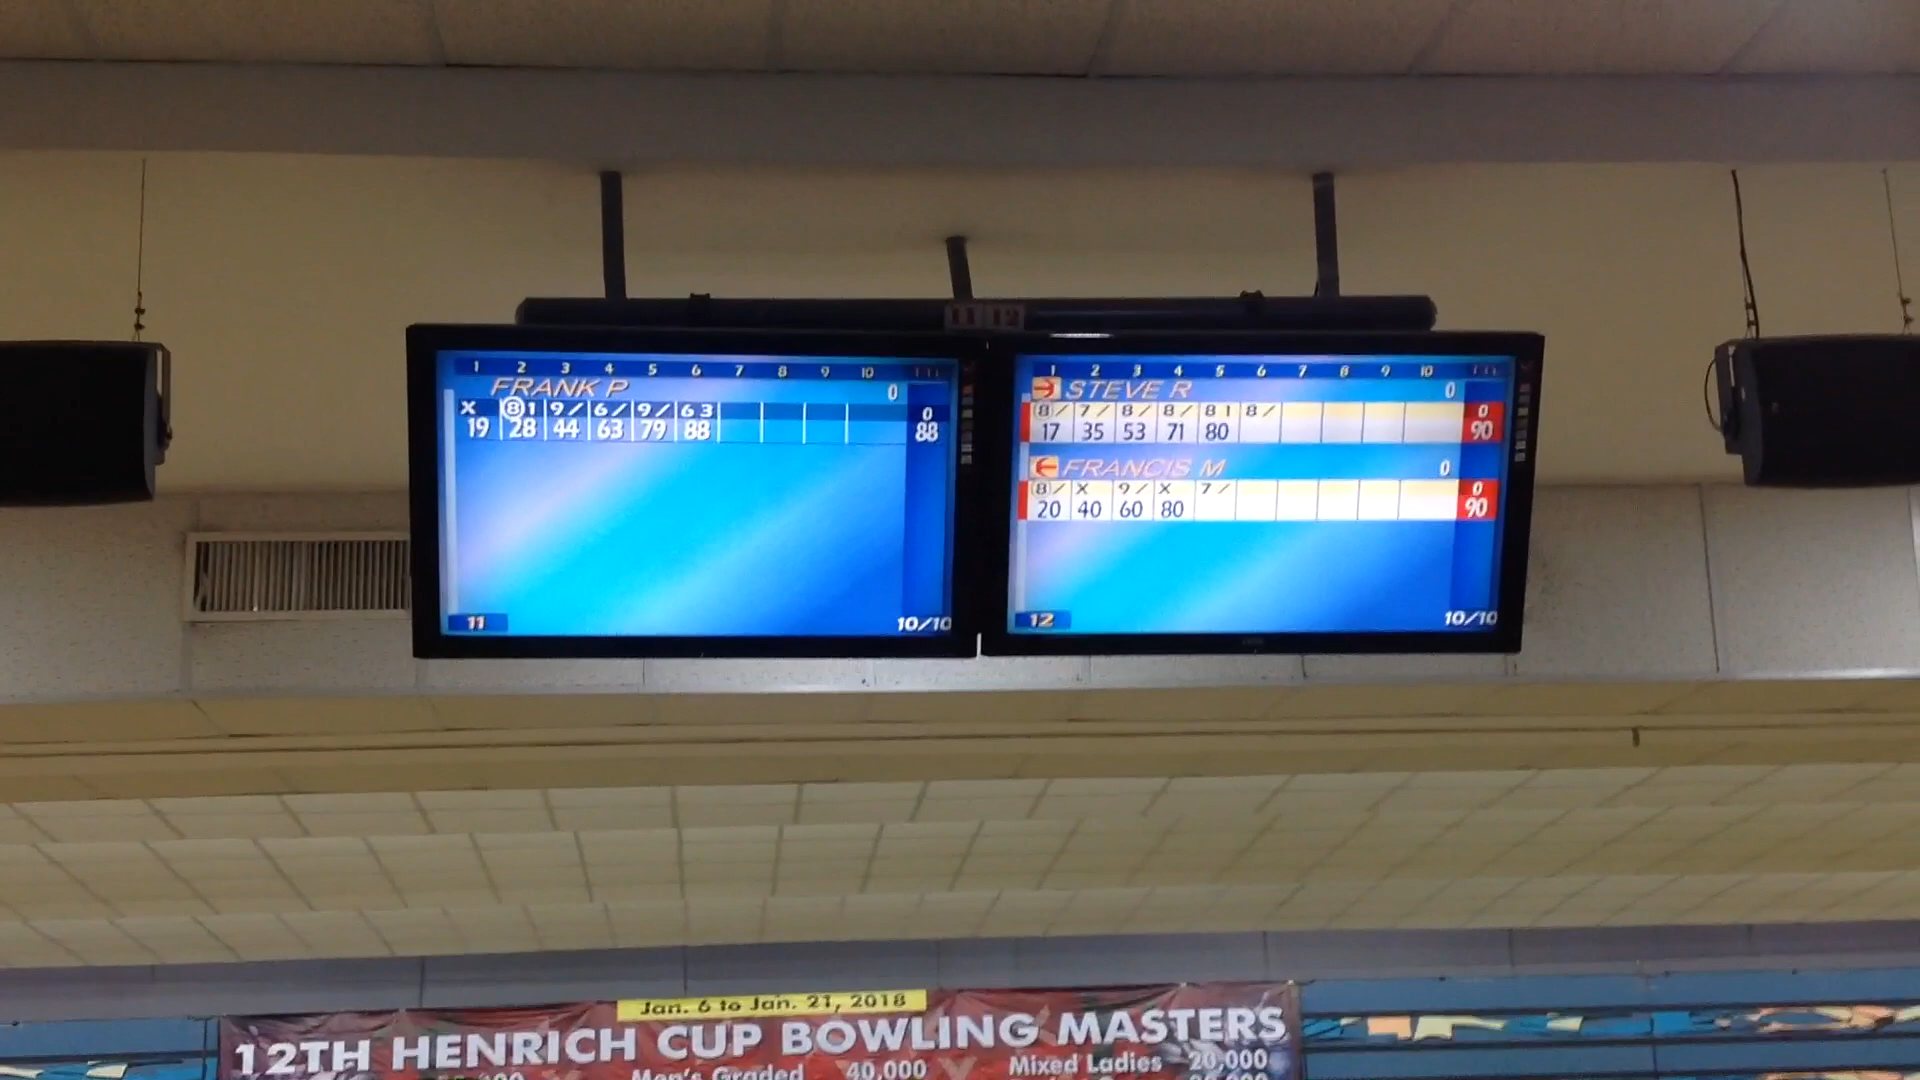 11 12
1 2 3 4 5 6 7 8 9 10
FRANK P 0
X 8 1 9 / 6 / 9 / 6 3 0
19 28 44 63 79 88 88
11 10/10
1 2 3 4 5 6 7 8 9 10
STEVE R 0
8 / 7 / 8 / 8 / 8 1 8 / 0
17 35 53 71 80 90
FRANCIS M 0
8 / X 9 / X 7 / 0
20 40 60 80 90
12 10/10
Jan. 6 to Jan. 21, 2018
12TH HENRICH CUP BOWLING MASTERS
Men's Graded 40,000 Mixed Ladies 20,000